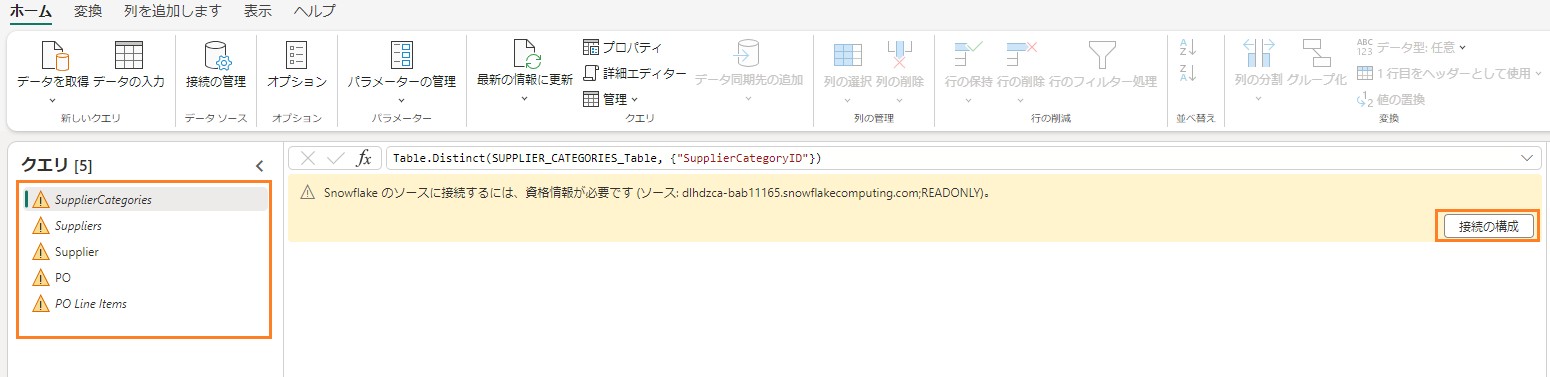 ホーム 変換 列を追加します 表示 ヘルプ
データを取得 データの入力 接続の管理 オプション パラメーターの管理 最新の情報に更新 プロパティ 詳細エディター 管理 データ同期先の追加 列の選択 列の削除 行の保持 行の削除 行のフィルター処理 列の分割 グループ化 データ型: 任意 1 行目をヘッダーとして使用 値の置換
新しいクエリ データ ソース オプション パラメーター クエリ 列の管理 行の削減 並べ替え 変換
クエリ [5]
fx Table.Distinct(SUPPLIER_CATEGORIES_Table, {"SupplierCategoryID"})
SupplierCategories
Suppliers
Supplier
PO
PO Line Items
Snowflake のソースに接続するには、資格情報が必要です (ソース: dlhdzca-bab11165.snowflakecomputing.com;READONLY)。
接続の構成